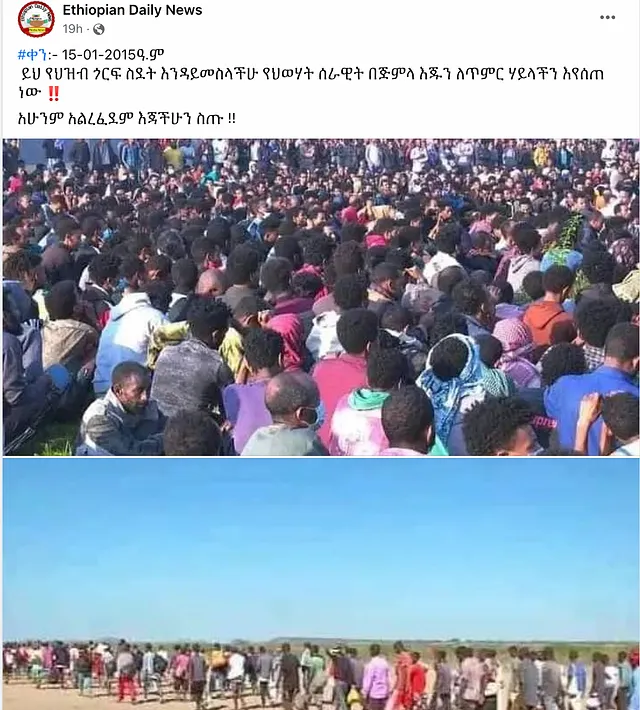 Ethiopian Daily News
19h ·
#ቀን:- 15-01-2015ዓ.ም
ይህ የህዝብ ጎርፍ ስደት እንዳይመስላችሁ የህወሃት ሰራዊት በጅምላ እጁን ለጥምር ሃይላችን እየሰጠ
ነው ‼️
አሁንም አልረፈደም እጃችሁን ስጡ !!